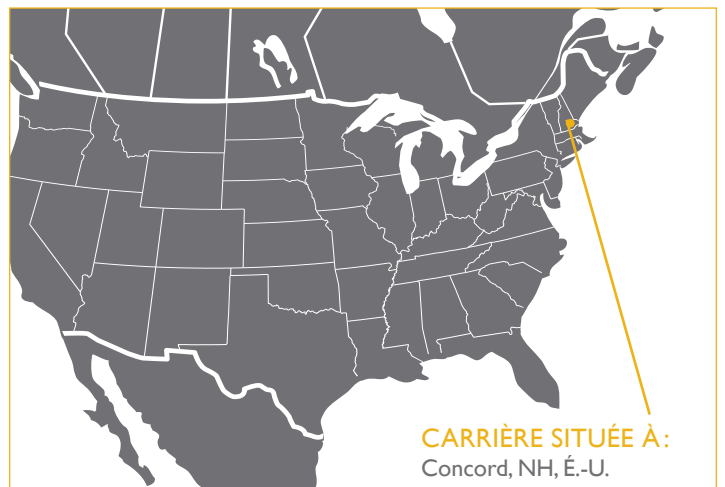 CARRIÈRE SITUÉE À :
Concord, NH, É.-U.